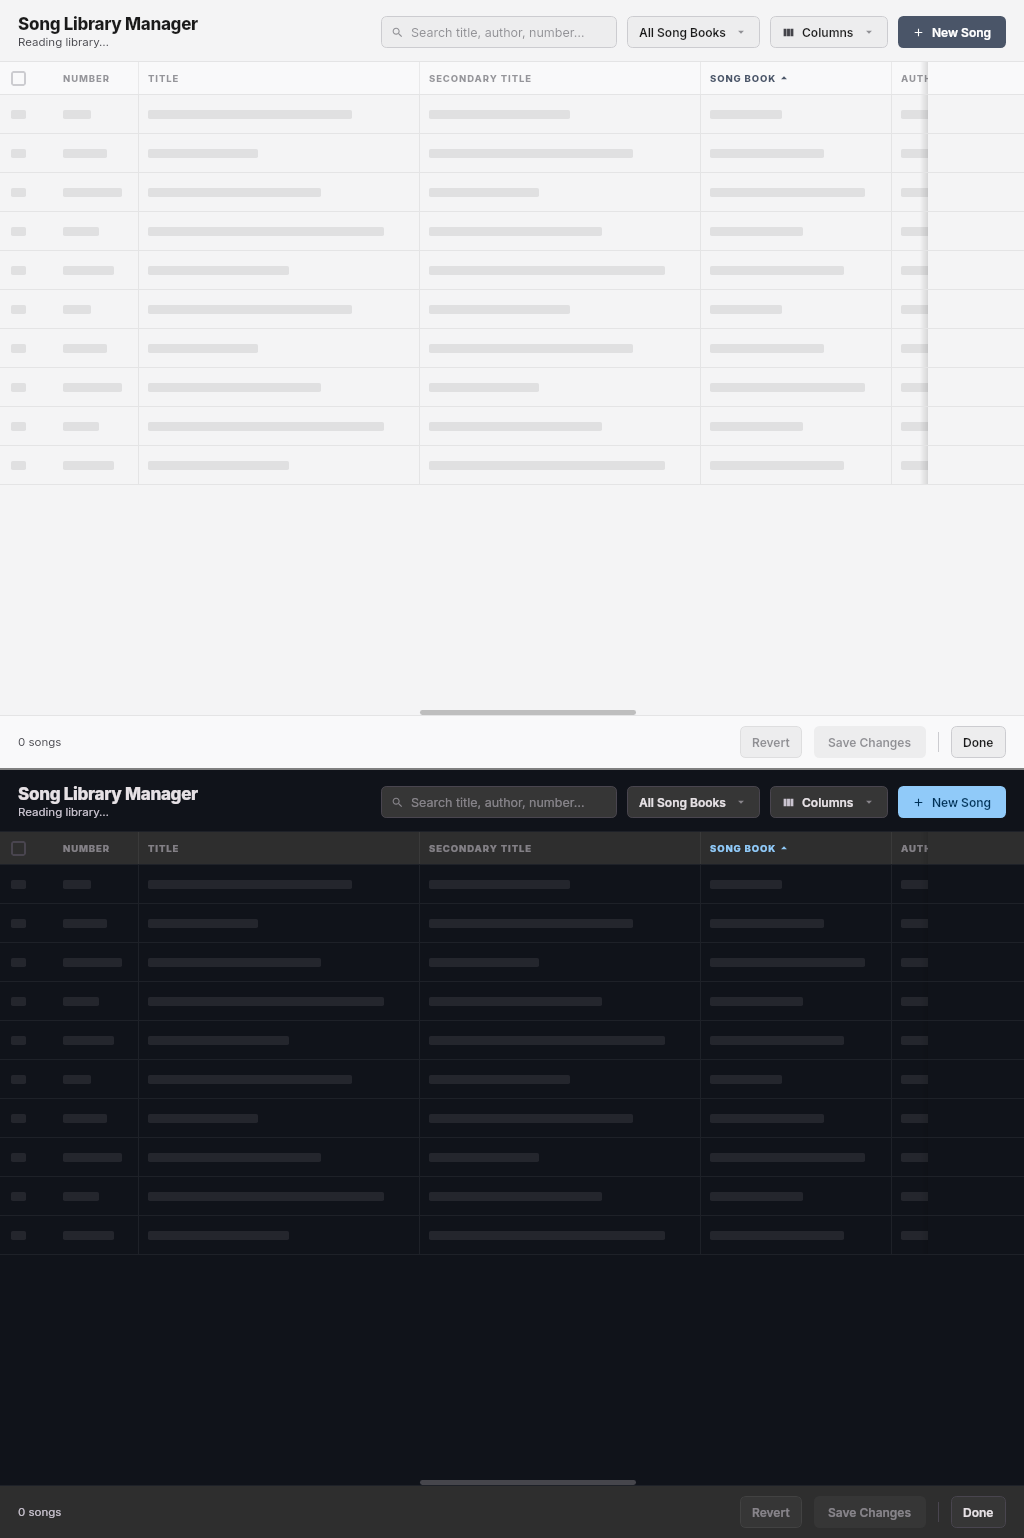 Song Library Manager
Reading library...
Search title, author, number...
All Song Books
Columns
New Song
NUMBER TITLE SECONDARY TITLE SONG BOOK
0 songs
Revert
Save Changes
Done
Song Library Manager
Reading library...
Search title, author, number...
All Song Books
Columns
New Song
NUMBER TITLE SECONDARY TITLE SONG BOOK
0 songs
Revert
Save Changes
Done